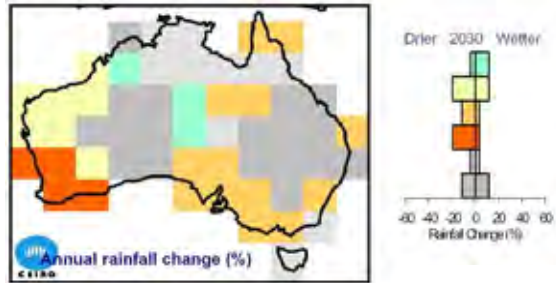 Drier 2030 Wetter
Annual rainfall change (%)
CSIRO
-60 -40 -20 0 20 40 60
Rainfall Change (%)